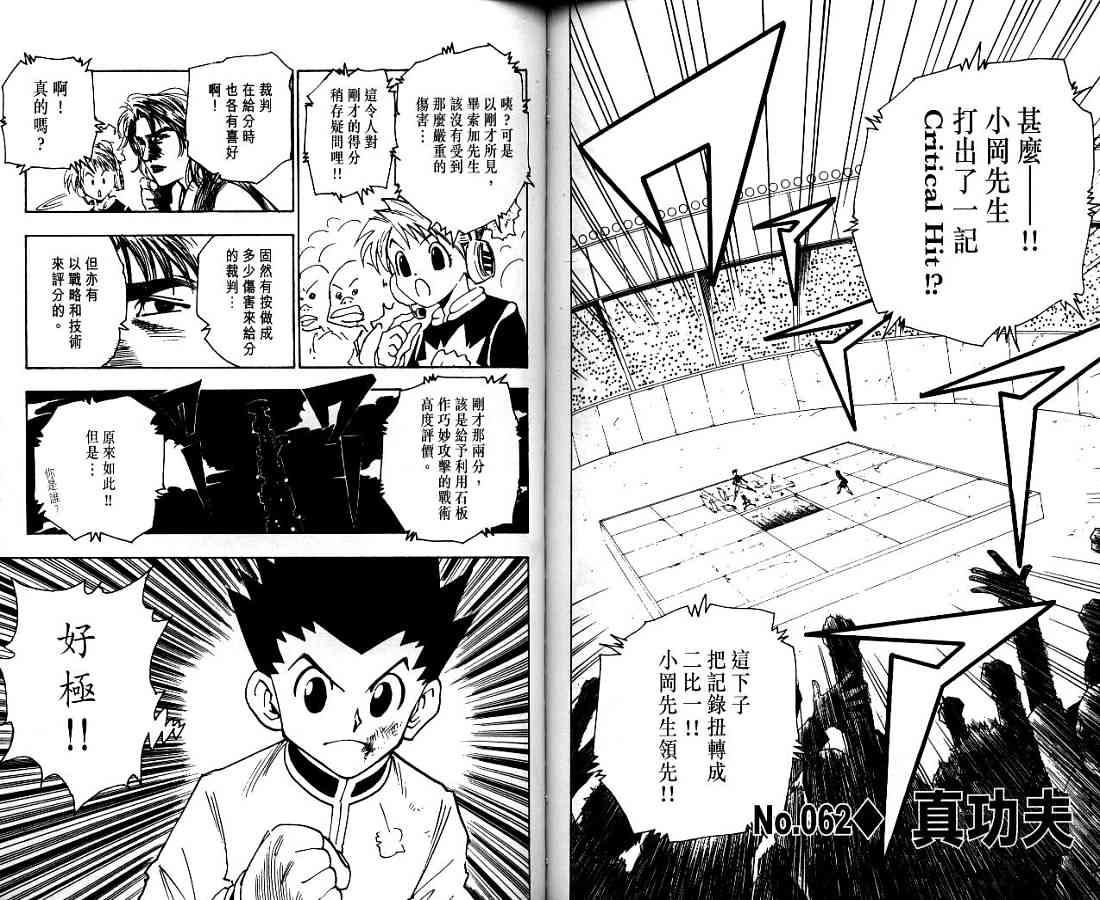 甚麼——!!
小岡先生
打出了一記
Critical Hit!?
這下子
把記錄扭轉成
二比一!!
小岡先生領先!!
No.062◆ 真功夫
咦?可是
以剛才所見,
畢索加先生
該沒有受到
那麼嚴重的
傷害…
這令人對
剛才的得分
稍存疑問哩!!
裁判
在給分時
也各有喜好
啊!
啊!
真的嗎?
固然有按做成
多少傷害來給分
的裁判…
但亦有
以戰略和技術
來評分的。
剛才那兩分,
該是給予利用石板
作巧妙攻擊的戰術
高度評價。
原來如此!!
但是…
你是誰?
好極!!